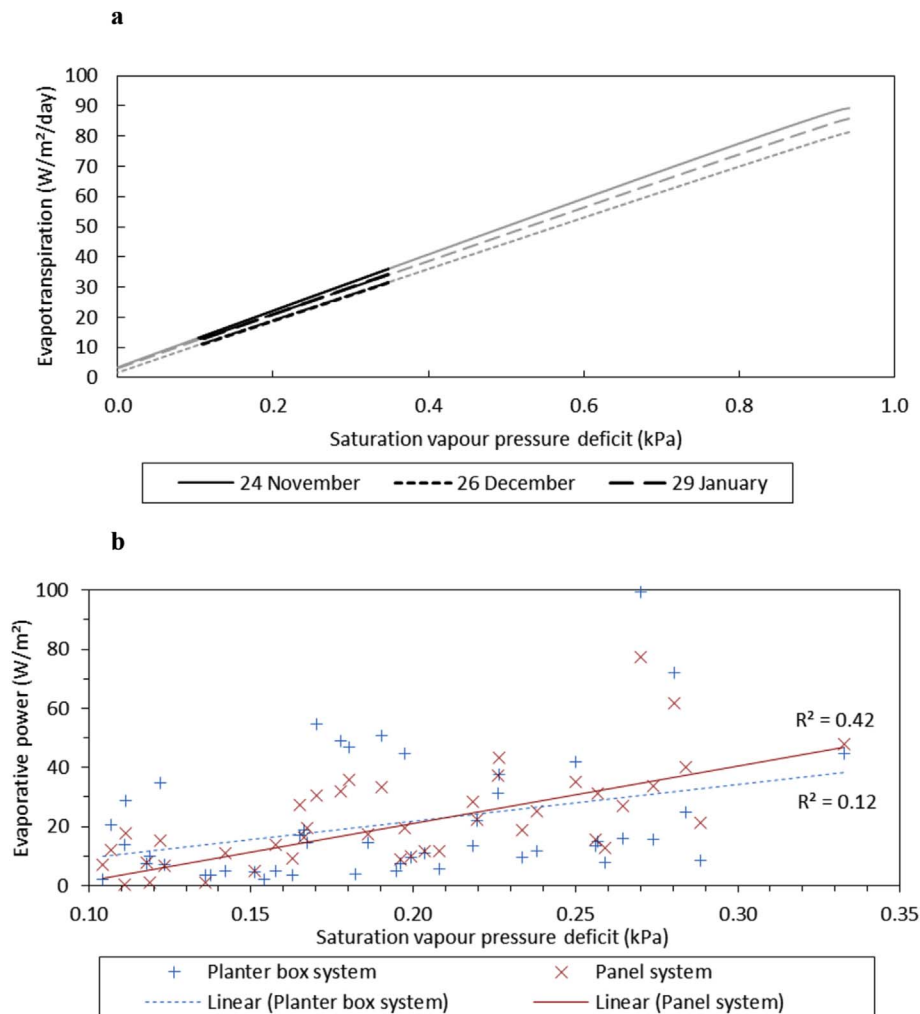 a
Evapotranspiration (W/m²/day)
100
90
80
70
60
50
40
30
20
10
0
0.0 0.2 0.4 0.6 0.8 1.0
Saturation vapour pressure deficit (kPa)
24 November 26 December 29 January
b
Evaporative power (W/m²)
100
80
60
40
20
0
R² = 0.42
R² = 0.12
0.10 0.15 0.20 0.25 0.30 0.35
Saturation vapour pressure deficit (kPa)
Planter box system Panel system
Linear (Planter box system) Linear (Panel system)